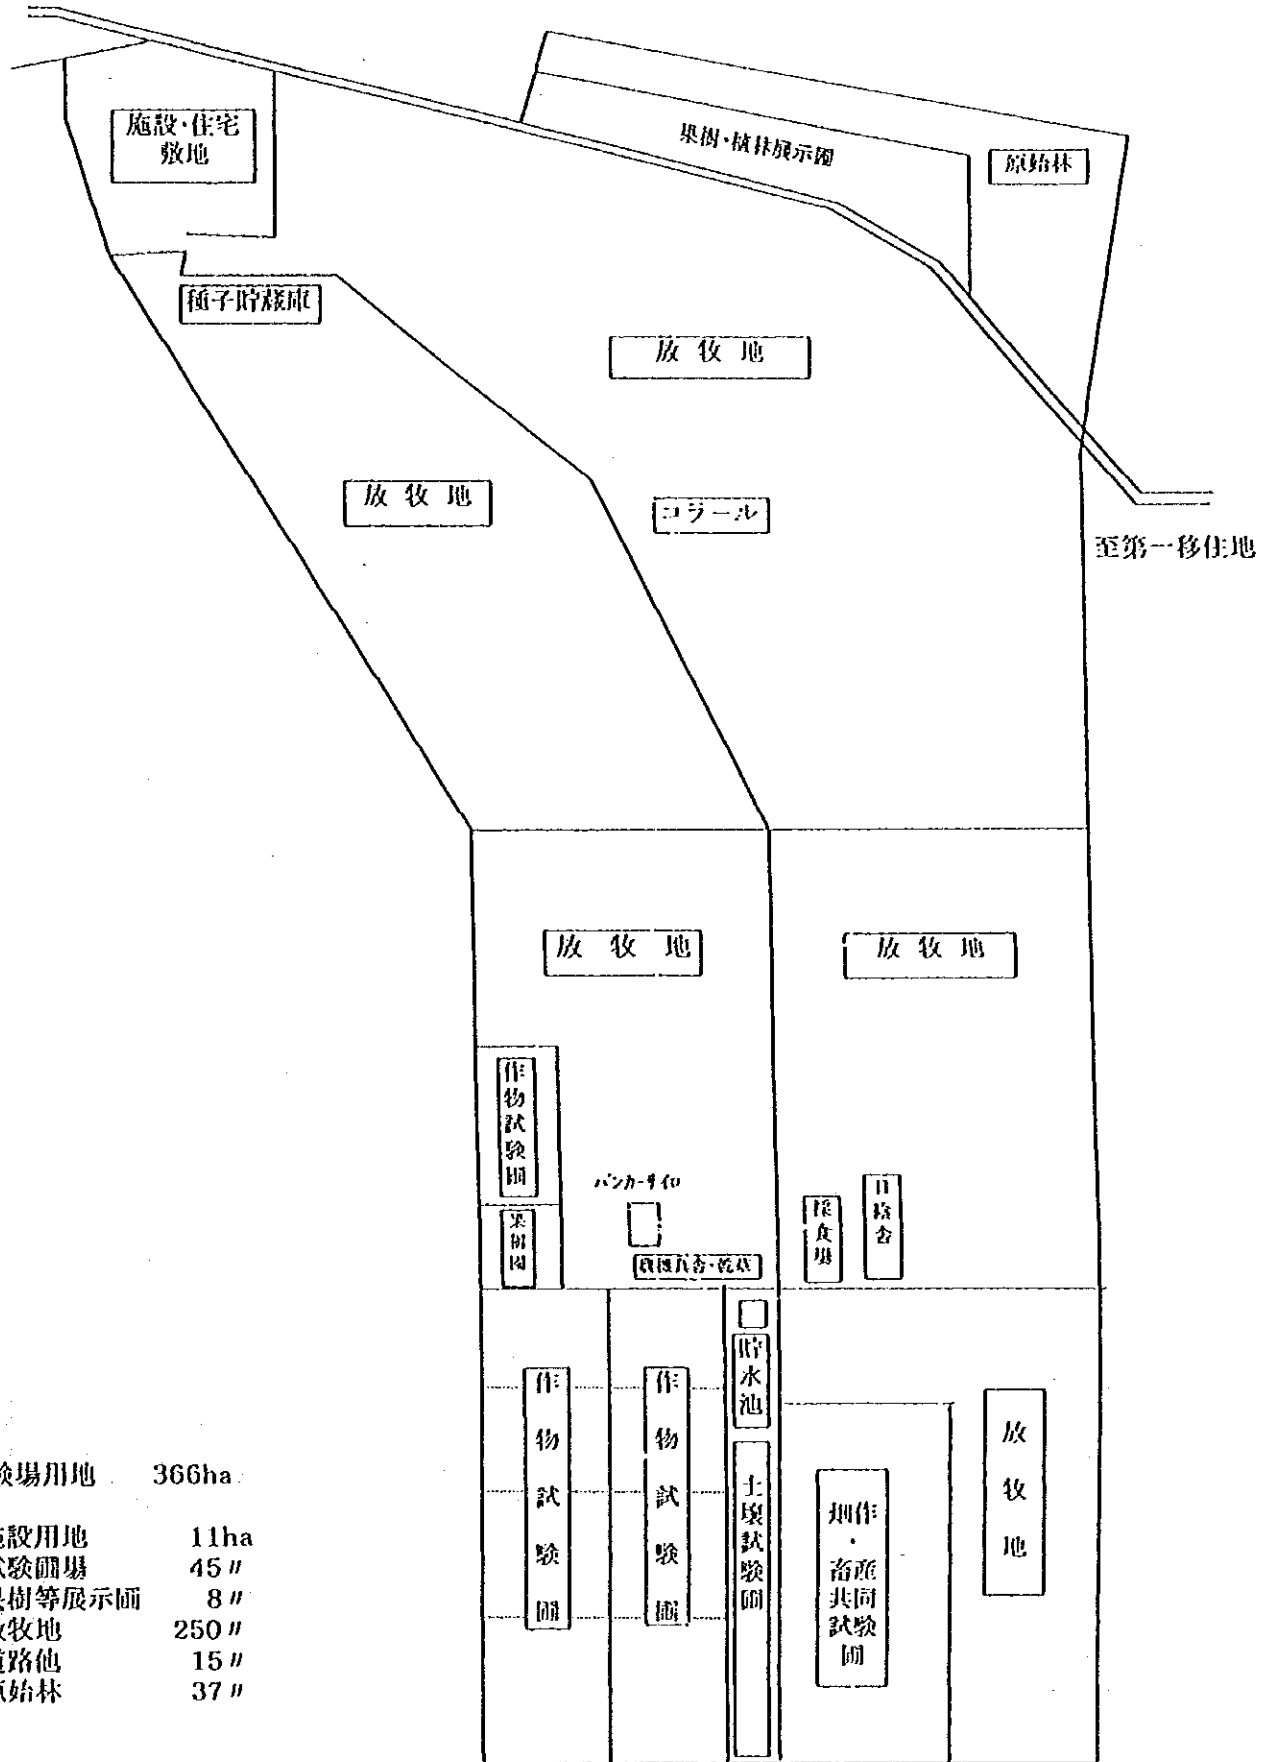 施設・住宅
敷地
果樹・植林展示圃
原始林
種子貯蔵庫
放牧地
放牧地
コラール
至第一移住地
放牧地
放牧地
作物試験圃
バンカーサイロ
果樹園
採食場
貯水池
作物試験圃
作物試験圃
土壌試験圃
畑作・畜産共同試験圃
放牧地
験場用地 366ha
施設用地 11ha
試験圃場 45〃
果樹等展示圃 8〃
放牧地 250〃
道路他 15〃
原始林 37〃